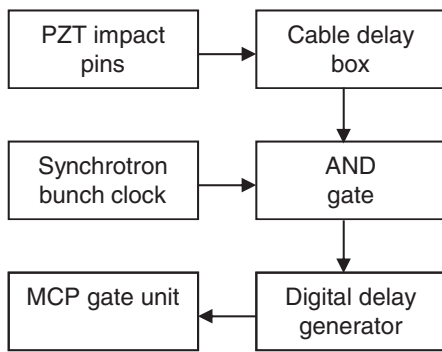 PZT impact
pins
Cable delay
box
Synchrotron
bunch clock
AND
gate
MCP gate unit
Digital delay
generator